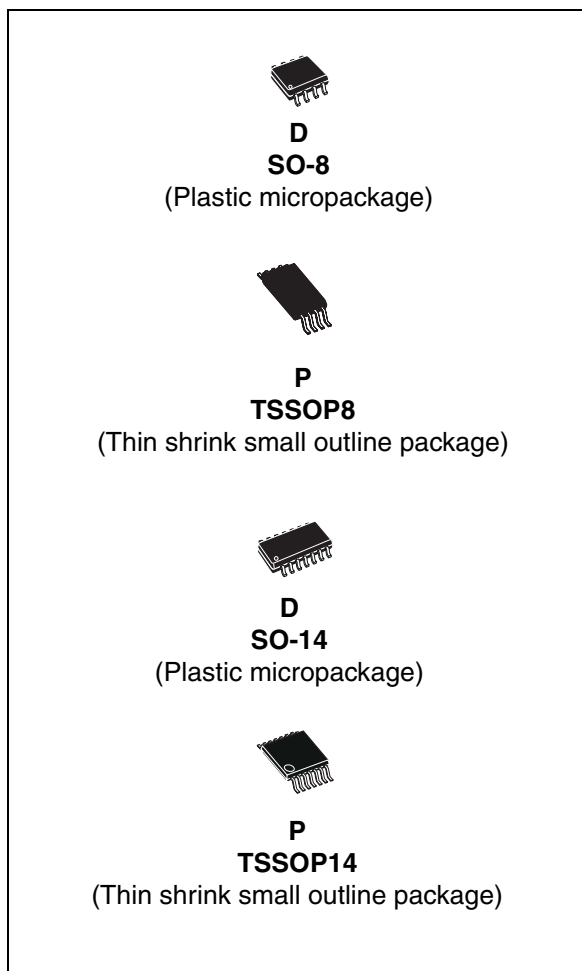 D
SO-8
(Plastic micropackage)
P
TSSOP8
(Thin shrink small outline package)
D
SO-14
(Plastic micropackage)
P
TSSOP14
(Thin shrink small outline package)